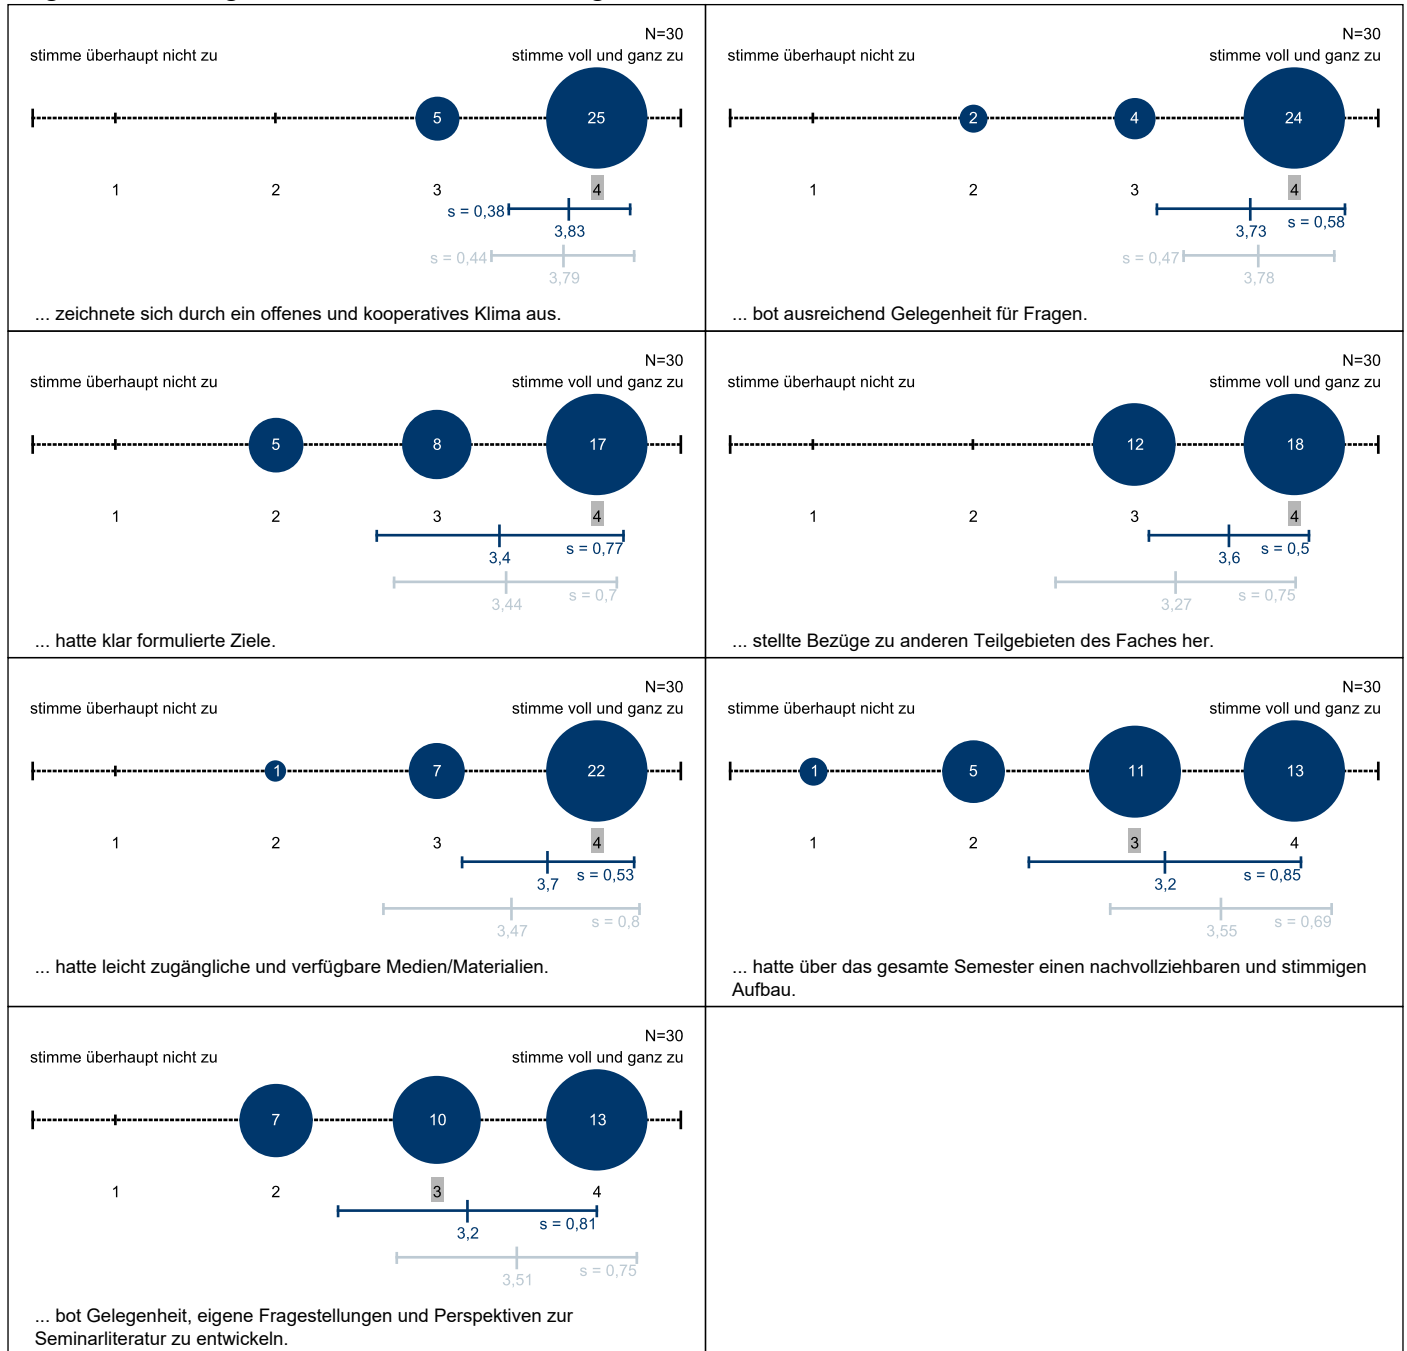 N=30
stimme überhaupt nicht zu stimme voll und ganz zu
5 25
1 2 3 4
s = 0,38
3,83
s = 0,44
3,79
... zeichnete sich durch ein offenes und kooperatives Klima aus.
N=30
stimme überhaupt nicht zu stimme voll und ganz zu
2 4 24
1 2 3 4
s = 0,58
3,73
s = 0,47
3,78
... bot ausreichend Gelegenheit für Fragen.
N=30
stimme überhaupt nicht zu stimme voll und ganz zu
5 8 17
1 2 3 4
s = 0,77
3,4
s = 0,7
3,44
... hatte klar formulierte Ziele.
N=30
stimme überhaupt nicht zu stimme voll und ganz zu
12 18
1 2 3 4
s = 0,5
3,6
s = 0,75
3,27
... stellte Bezüge zu anderen Teilgebieten des Faches her.
N=30
stimme überhaupt nicht zu stimme voll und ganz zu
1 7 22
1 2 3 4
s = 0,53
3,7
s = 0,8
3,47
... hatte leicht zugängliche und verfügbare Medien/Materialien.
N=30
stimme überhaupt nicht zu stimme voll und ganz zu
1 5 11 13
1 2 3 4
s = 0,85
3,2
s = 0,69
3,55
... hatte über das gesamte Semester einen nachvollziehbaren und stimmigen
Aufbau.
N=30
stimme überhaupt nicht zu stimme voll und ganz zu
7 10 13
1 2 3 4
s = 0,81
3,2
s = 0,75
3,51
... bot Gelegenheit, eigene Fragestellungen und Perspektiven zur
Seminarliteratur zu entwickeln.